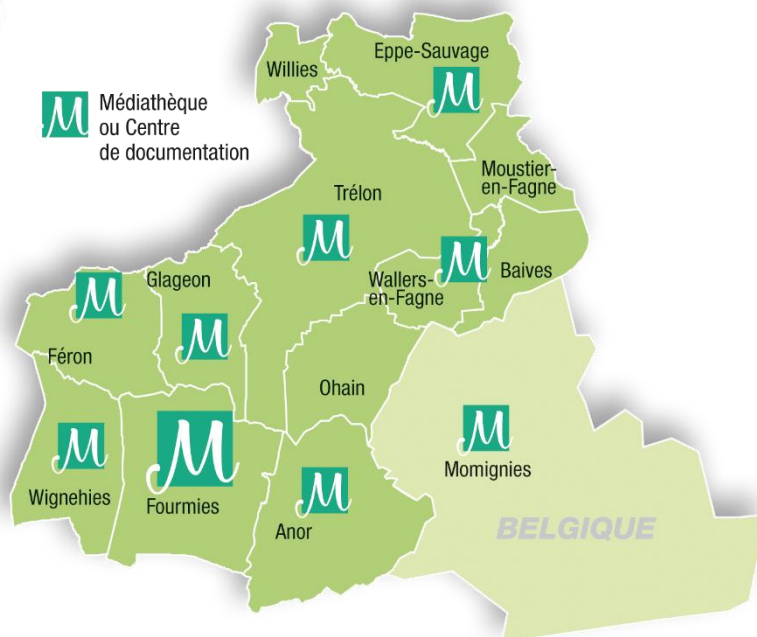 Eppe-Sauvage
Willies
M Médiathèque
ou Centre
de documentation
M
Moustier-
en-Fagne
Trélon
M
M
Glageon
M
Wallers-
en-Fagne
Baives
M
Féron
Ohain
M
M
M
Momignies
M
Wignehies
Fourmies
Anor
BELGIQUE